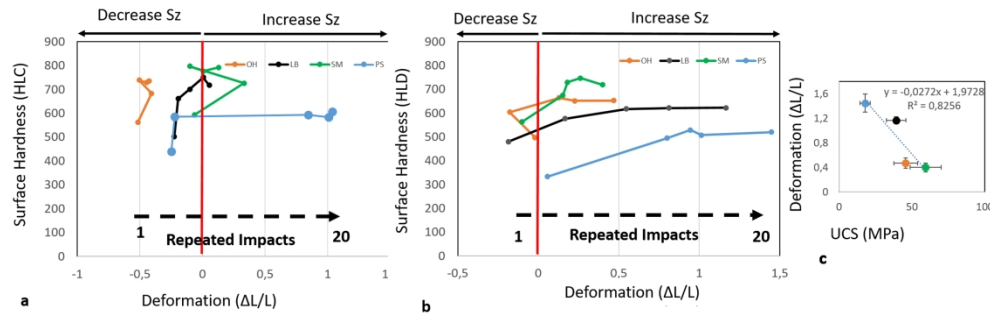 Decrease Sz Increase Sz
Surface Hardness (HLC)
900
800
700
600
500
400
300
200
100
0
OH LB SM PS
1 Repeated Impacts 20
-1 -0,5 0 0,5 1 1
Deformation (ΔL/L)
a
Decrease Sz Increase Sz
Surface Hardness (HLD)
900
800
700
600
500
400
300
200
100
0
OH LB SM PS
1 Repeated Impacts 20
-0,5 0 0,5 1 1,5
Deformation (ΔL/L)
b
Deformation (ΔL/L)
1,6
1,2
0,8
0,4
0
y = -0,0272x + 1,9728
R² = 0,8256
0 50 100
UCS (MPa)
c